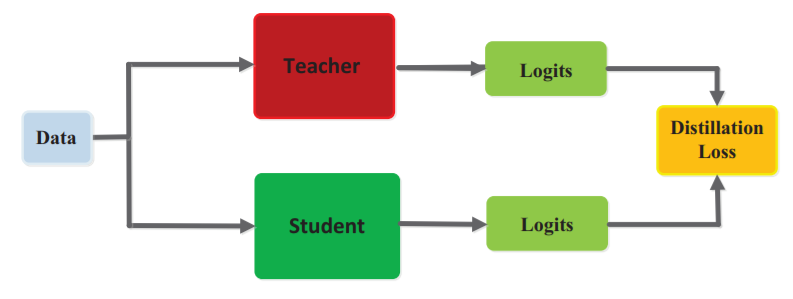 Teacher
Logits
Data
Distillation
Loss
Student
Logits